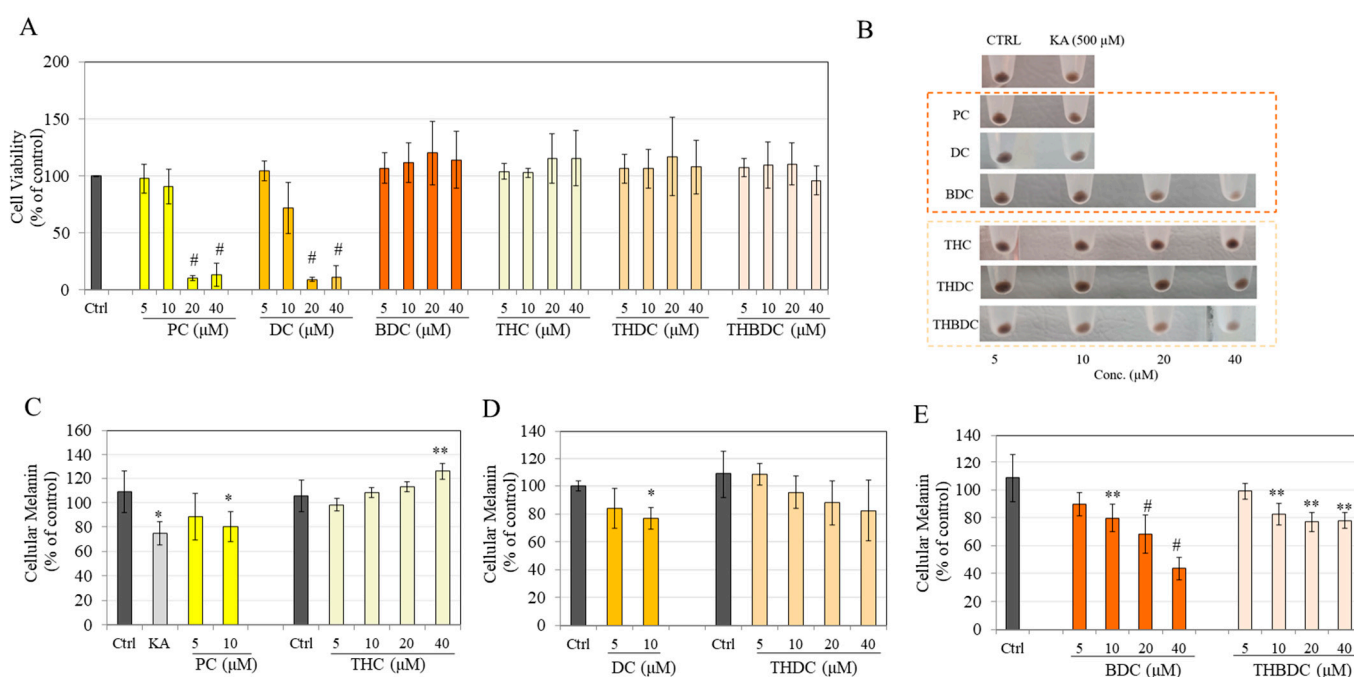 A
Cell Viability
(% of control)
200
150
100
50
0
# # # #
Ctrl
5 10 20 40 5 10 20 40 5 10 20 40 5 10 20 40 5 10 20 40 5 10 20 40
PC (μM) DC (μM) BDC (μM) THC (μM) THDC (μM) THBDC (μM)
B
CTRL KA (500 μM)
PC
DC
BDC
THC
THDC
THBDC
5 10 20 40
Conc. (μM)
C
Cellular Melanin
(% of control)
160
140
120
100
80
60
40
20
0
* * **
Ctrl KA 5 10 Ctrl 5 10 20 40
PC (μM) THC (μM)
D
Cellular Melanin
(% of control)
140
120
100
80
60
40
20
0
*
Ctrl 5 10 Ctrl 5 10 20 40
DC (μM) THDC (μM)
E
Cellular Melanin
(% of control)
140
120
100
80
60
40
20
0
** # # ** ** **
Ctrl 5 10 20 40 5 10 20 40
BDC (μM) THBDC (μM)